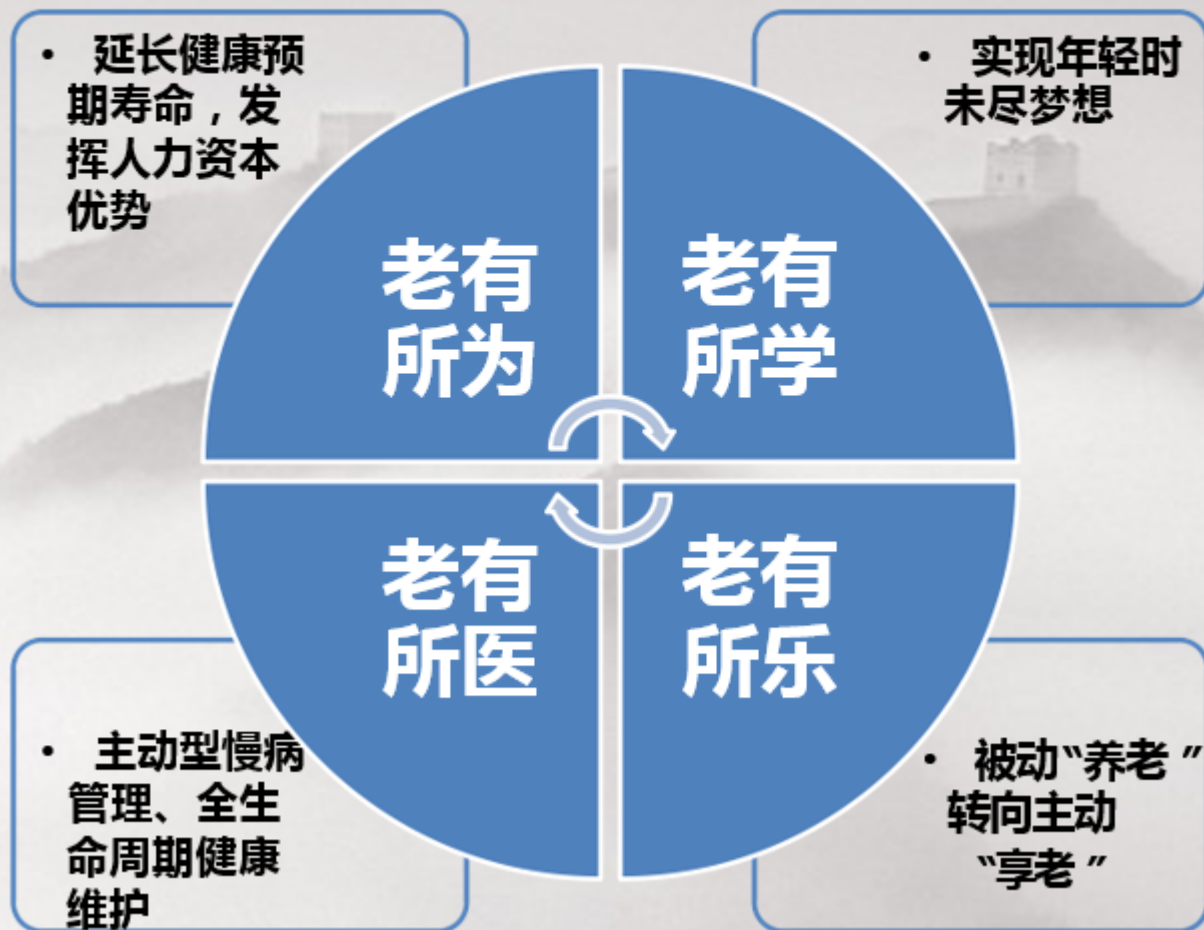 • 延长健康预
期寿命，发
挥人力资本
优势
• 实现年轻时
未尽梦想
老有
所为
老有
所学
老有
所医
老有
所乐
• 主动型慢病
管理、全生
命周期健康
维护
• 被动“养老”
转向主动
“享老”